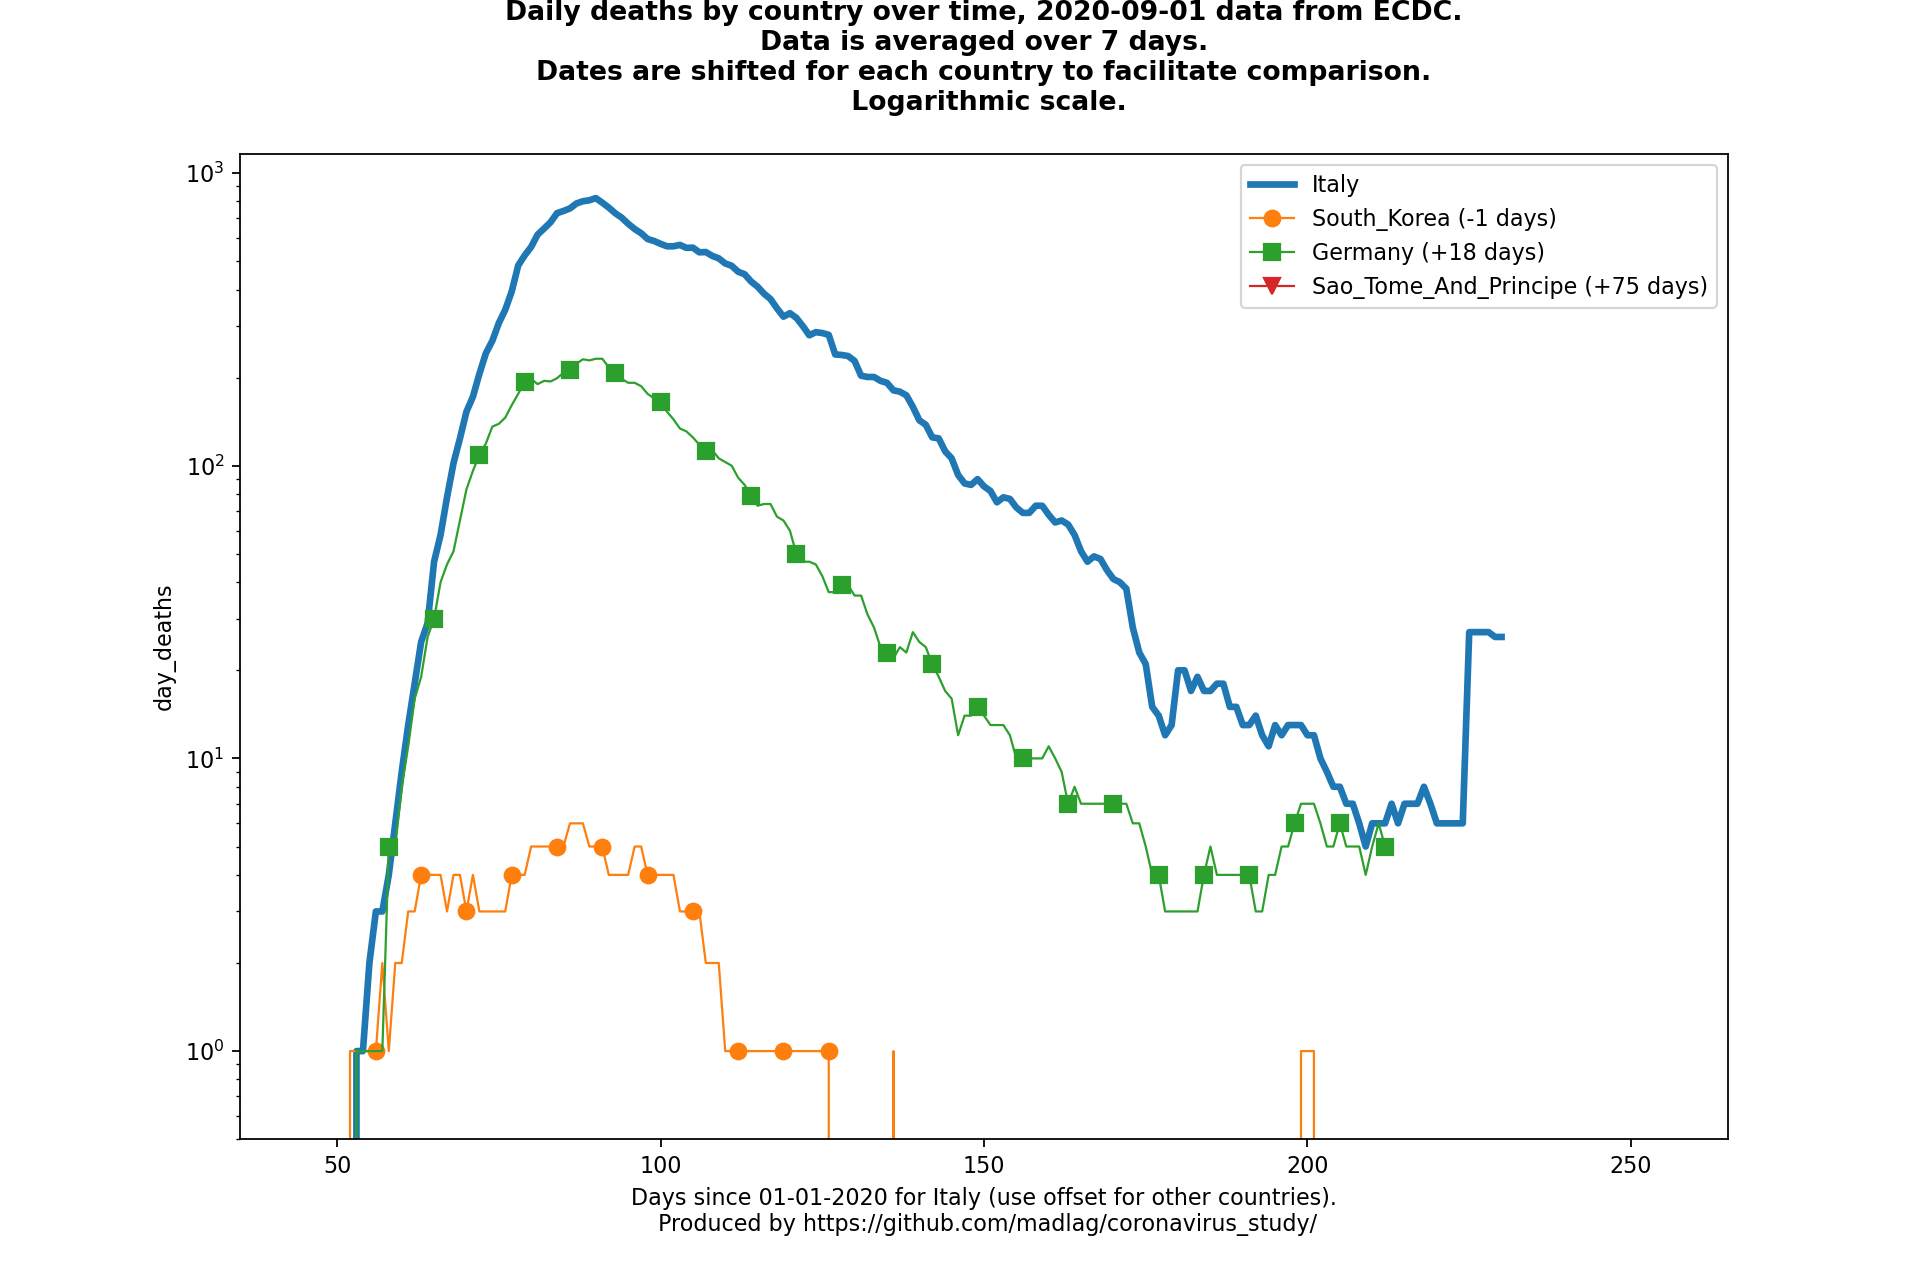 Daily deaths by country over time, 2020-09-01 data from ECDC.
Data is averaged over 7 days.
Dates are shifted for each country to facilitate comparison.
Logarithmic scale.
10³
10²
10¹
10⁰
day_deaths
Italy
South_Korea (-1 days)
Germany (+18 days)
Sao_Tome_And_Principe (+75 days)
50
100
150
200
250
Days since 01-01-2020 for Italy (use offset for other countries).
Produced by https://github.com/madlag/coronavirus_study/